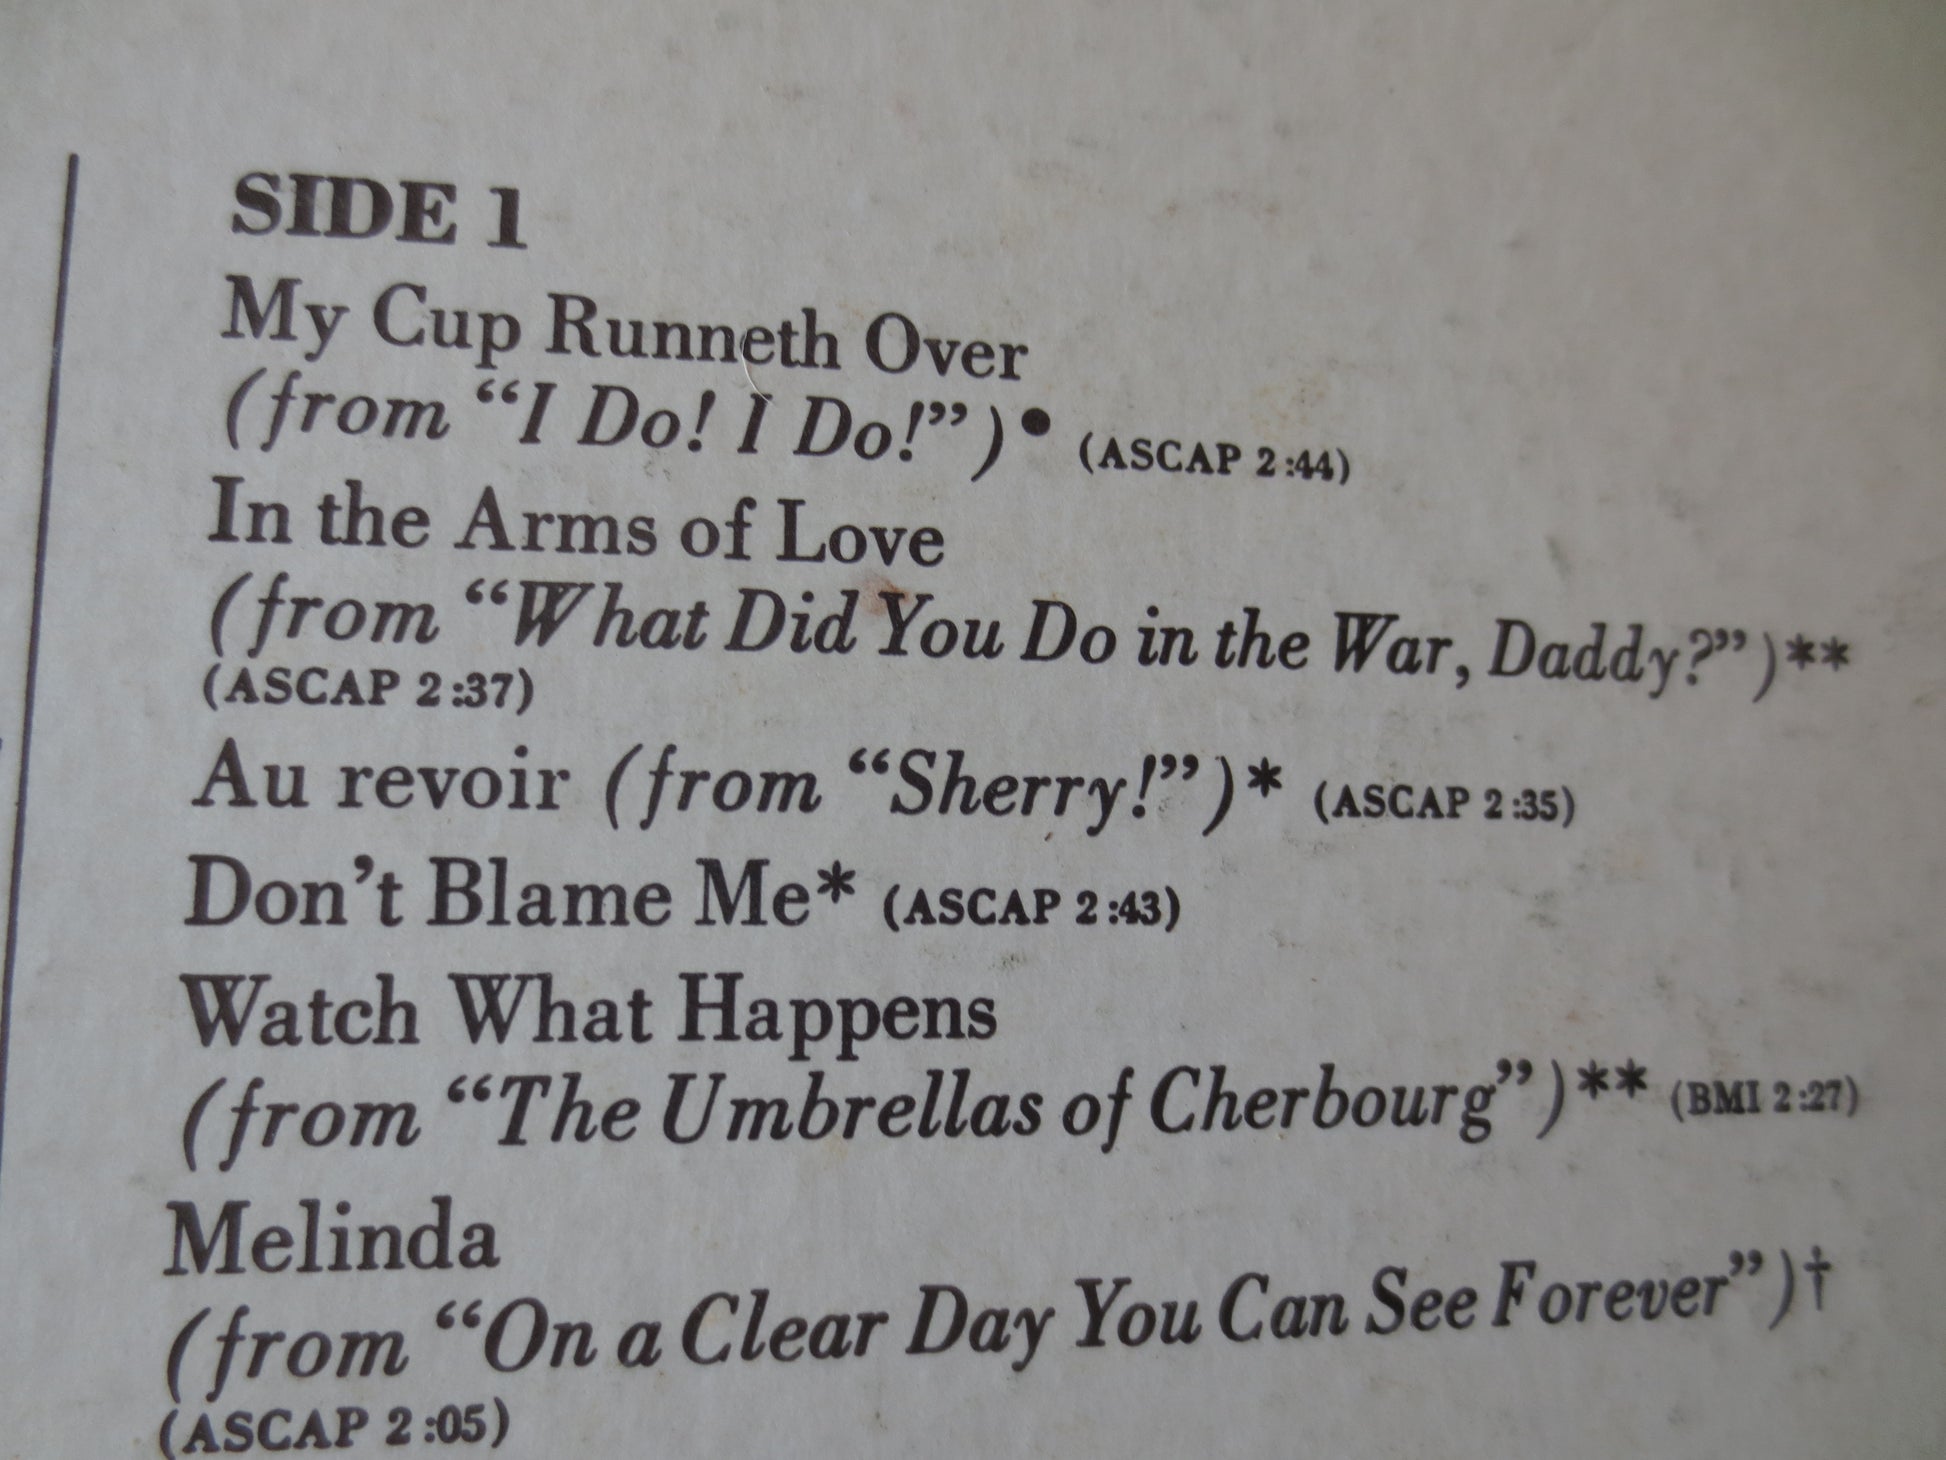 SIDE 1
My Cup Runneth Over
(from “I Do! I Do!”)• (ASCAP 2:44)
In the Arms of Love
(from “What Did You Do in the War, Daddy?”)**
(ASCAP 2:37)
Au revoir (from “Sherry!”)* (ASCAP 2:35)
Don’t Blame Me* (ASCAP 2:43)
Watch What Happens
(from “The Umbrellas of Cherbourg”)** (BMI 2:27)
Melinda
(from “On a Clear Day You Can See Forever”)†
(ASCAP 2:05)